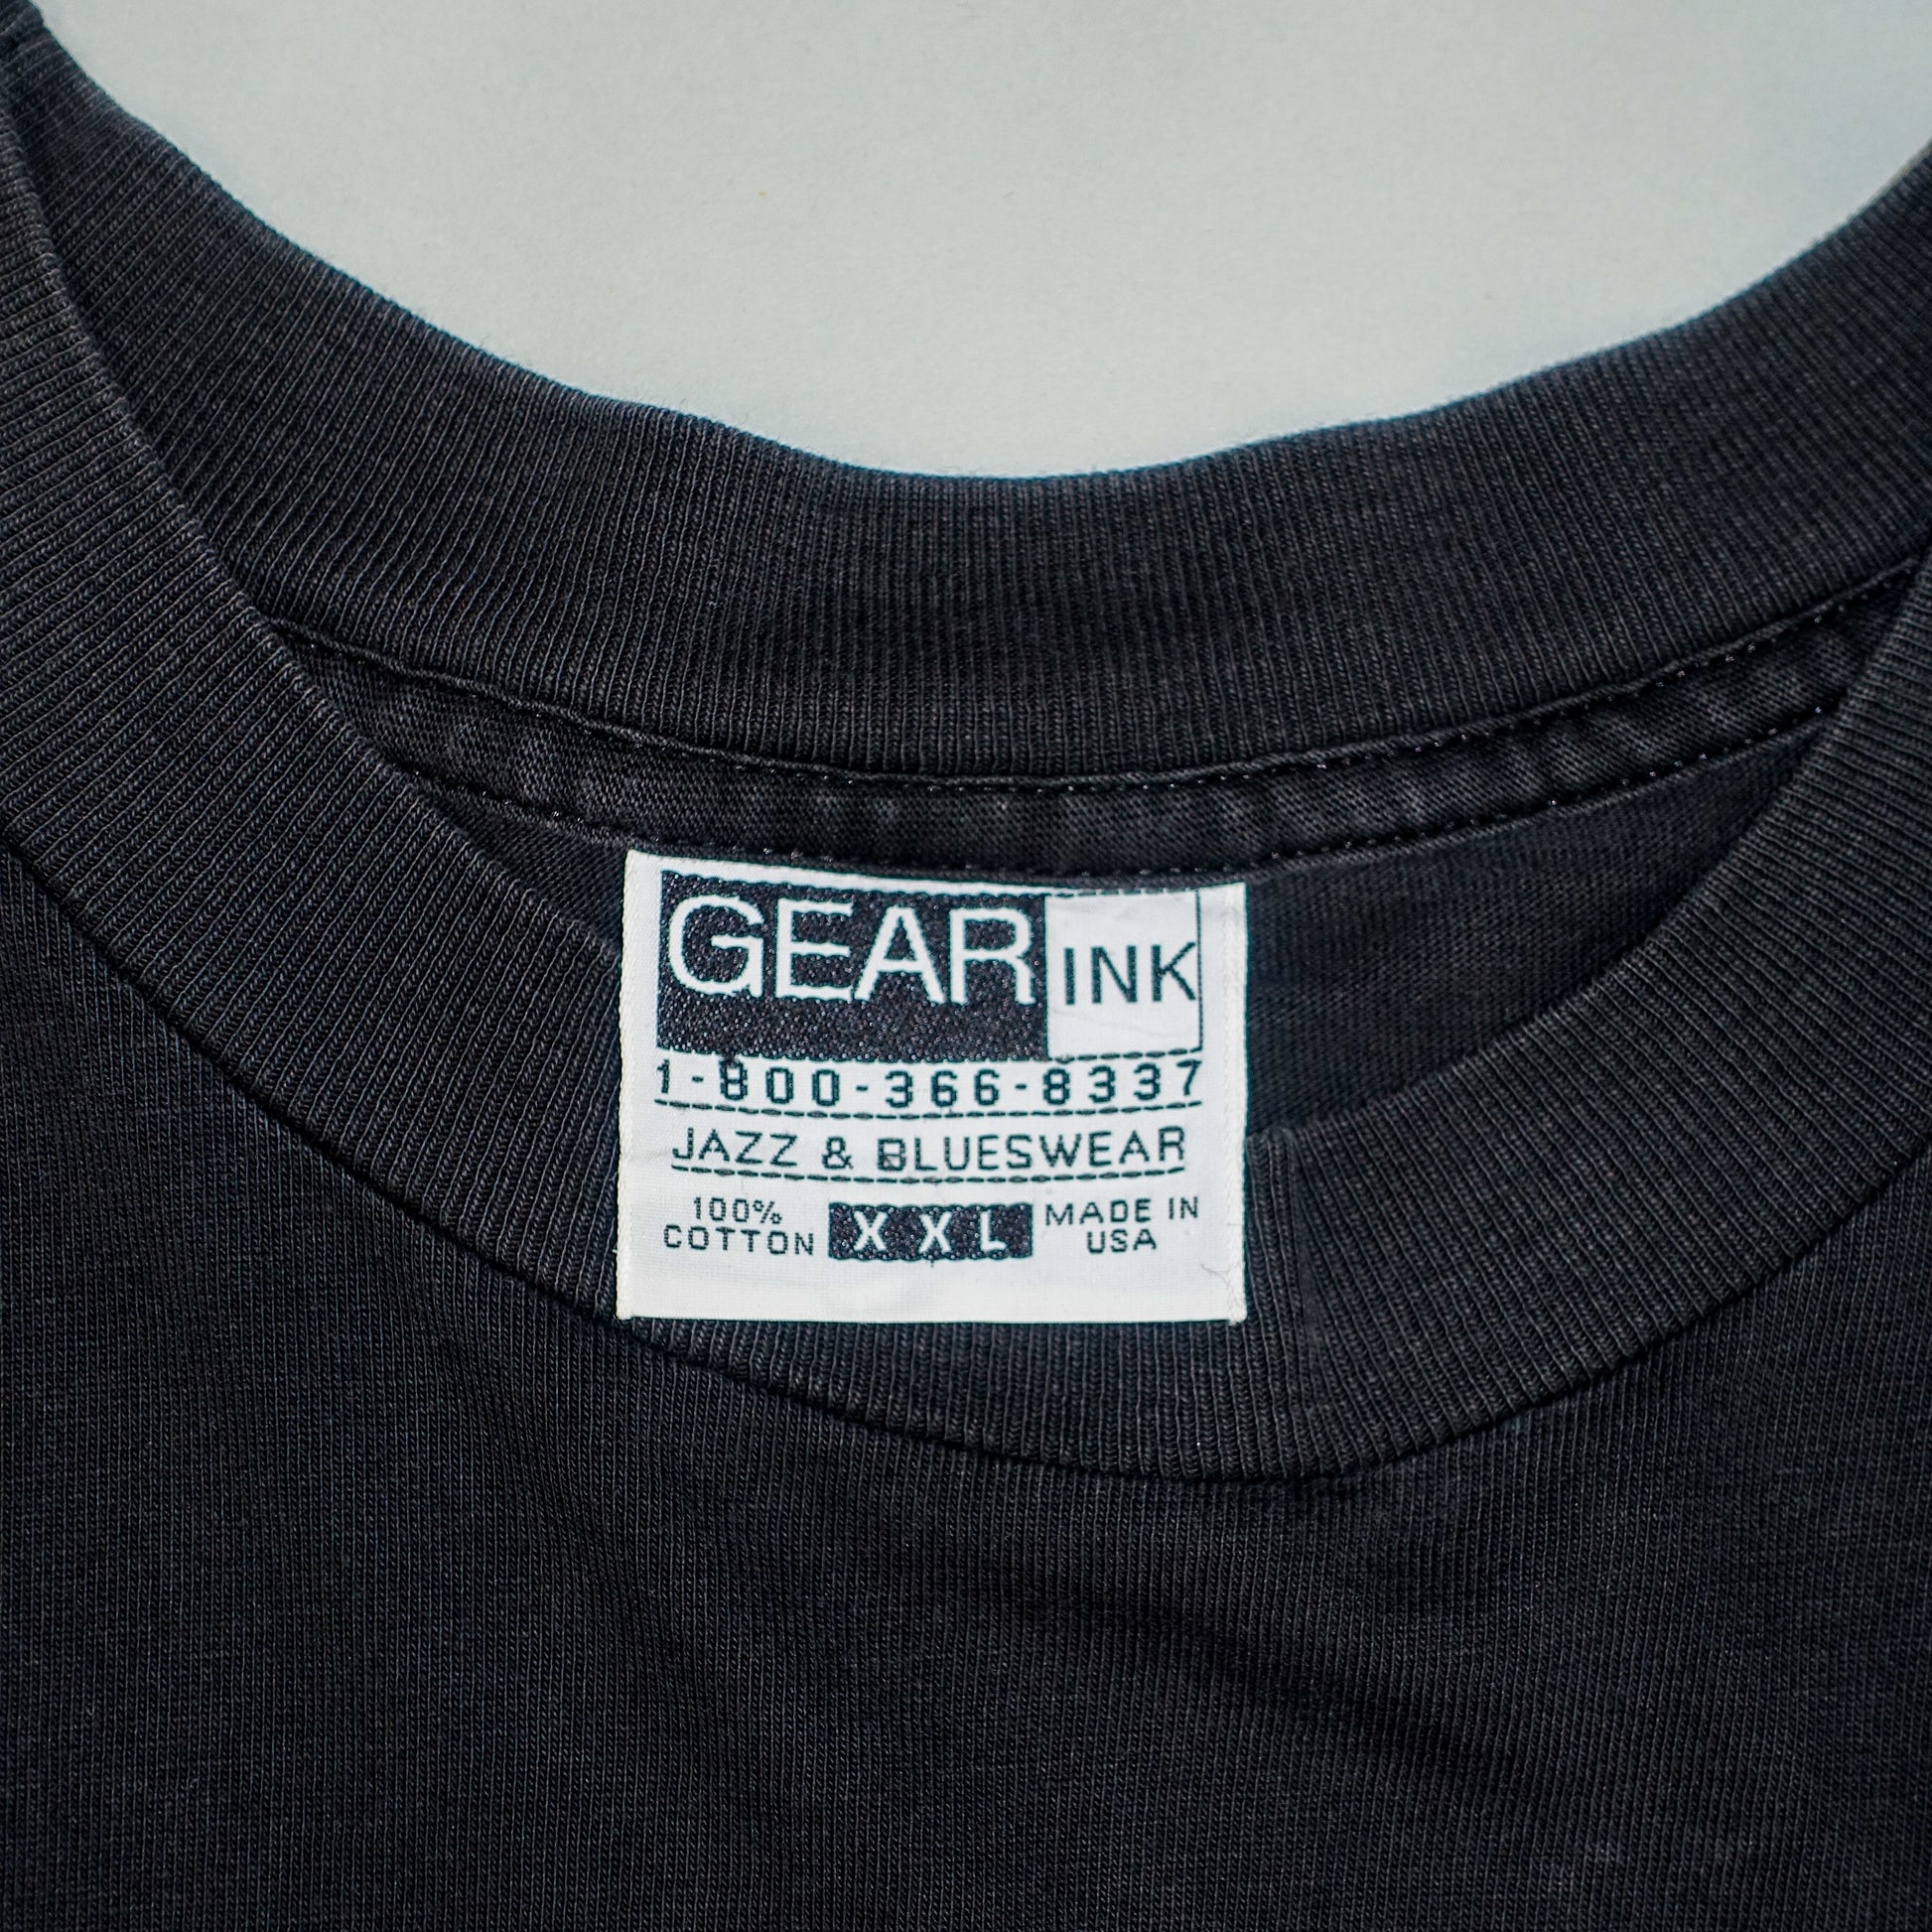 GEAR INK
1-800-366-8337
JAZZ & BLUESWEAR
100% COTTON
XXL
MADE IN USA